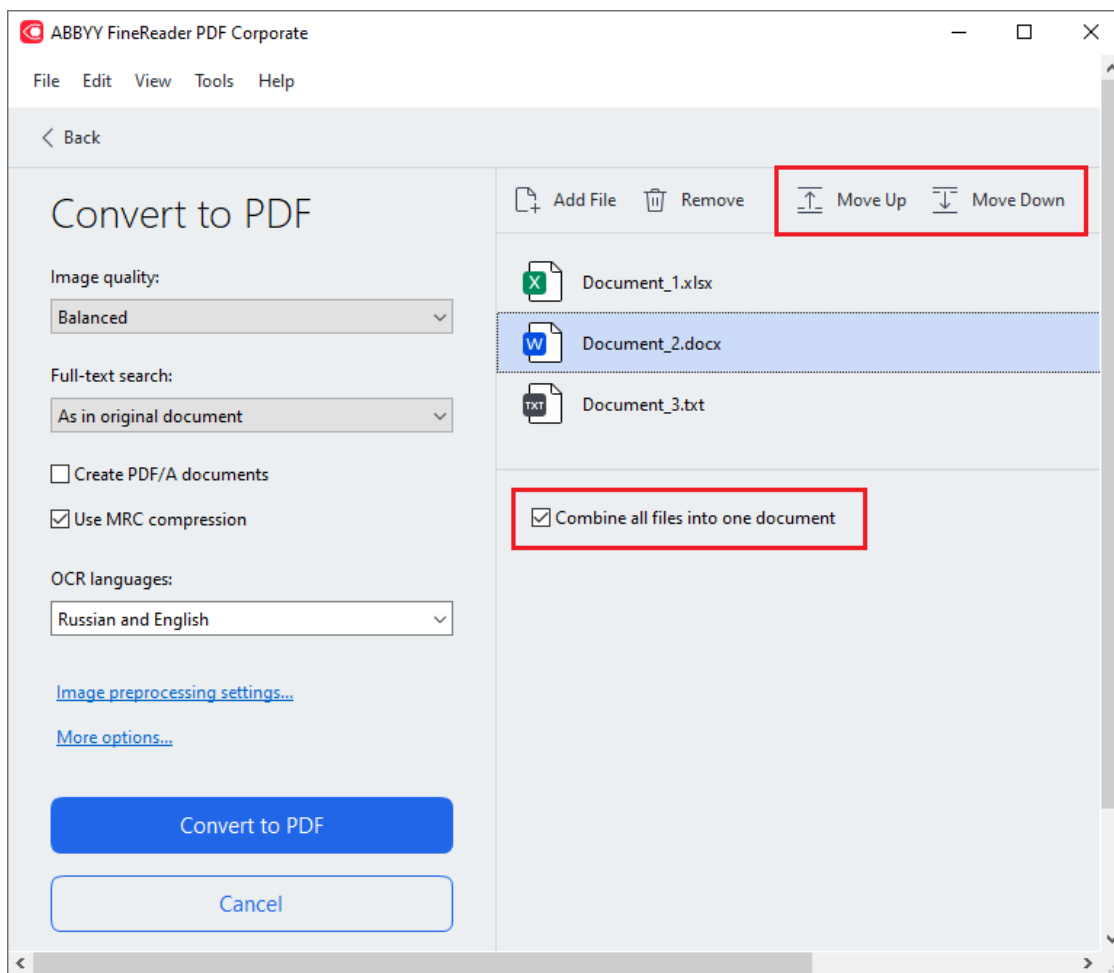 ABBYY FineReader PDF Corporate
File Edit View Tools Help
Back
Convert to PDF
Image quality:
Balanced
Full-text search:
As in original document
Create PDF/A documents
Use MRC compression
OCR languages:
Russian and English
Image preprocessing settings...
More options...
Convert to PDF
Cancel
Add File Remove Move Up Move Down
X Document_1.xlsx
W Document_2.docx
TXT Document_3.txt
Combine all files into one document